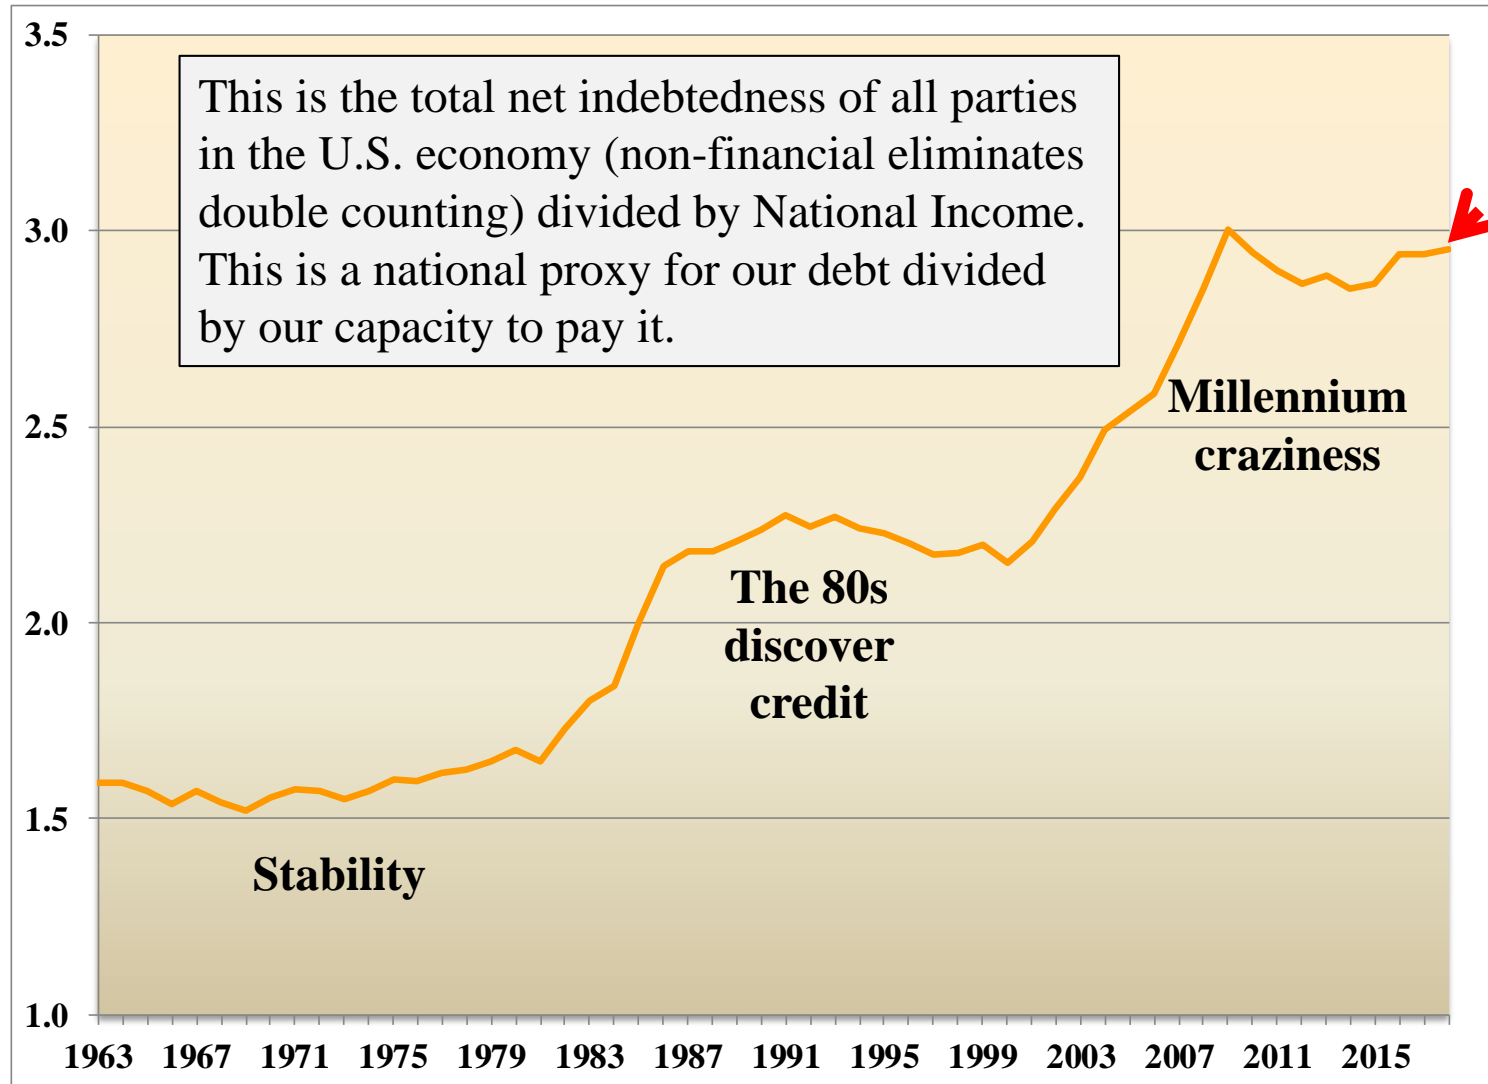 3.5
This is the total net indebtedness of all parties
in the U.S. economy (non-financial eliminates
double counting) divided by National Income.
This is a national proxy for our debt divided
by our capacity to pay it.
3.0
Millennium
craziness
2.5
The 80s
discover
credit
2.0
1.5
Stability
1.0
1963 1967 1971 1975 1979 1983 1987 1991 1995 1999 2003 2007 2011 2015